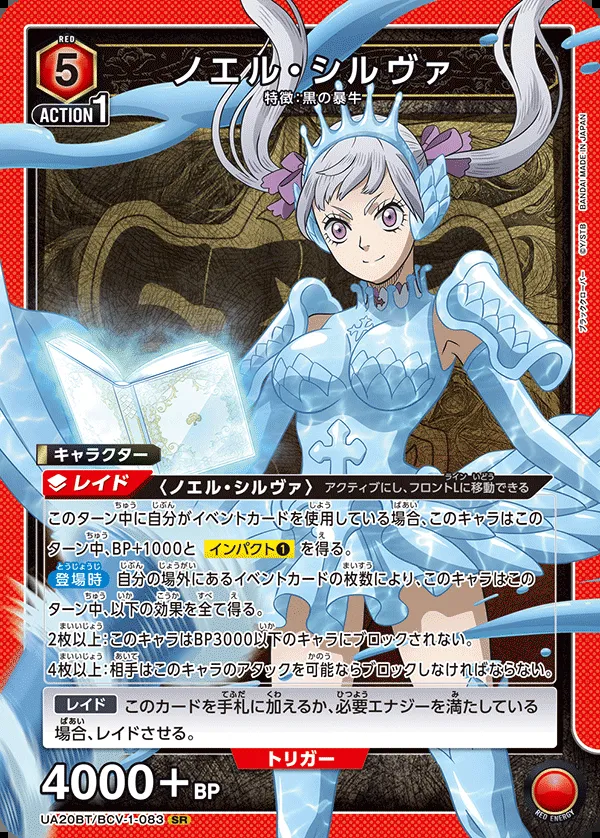 RED
5
ACTION1
ノエル・シルヴァ
特徴:黒の暴牛
BANDAI MADE IN JAPAN
©Y/STB
ブラッククローバー
キャラクター
レイド 〈ノエル・シルヴァ〉 アクティブにし、フロントLに移動できる
このターン中に自分がイベントカードを使用している場合、このキャラはこの
ターン中、BP+1000と インパクト❶ を得る。
登場時 自分の場外にあるイベントカードの枚数により、このキャラはこの
ターン中、以下の効果を全て得る。
2枚以上:このキャラはBP3000以下のキャラにブロックされない。
4枚以上:相手はこのキャラのアタックを可能ならブロックしなければならない。
レイド このカードを手札に加えるか、必要エナジーを満たしている
場合、レイドさせる。
トリガー
4000+BP
UA20BT/BCV-1-083 SR
RED ENERGY